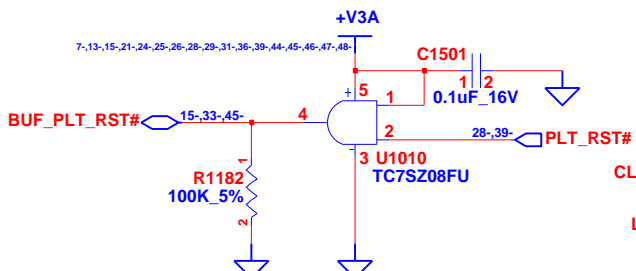 +V3A
7-,13-,15-,21-,24-,25-,26-,28-,29-,31-,36-,39-,44-,45-,46-,47-,48-
C1501
1 2
0.1uF_16V
+ 5
1
BUF_PLT_RST# 15-,33-,45- 4
2 28-,39- PLT_RST#
- 3 U1010
TC7SZ08FU
1
R1182
100K_5%
2
CL
L